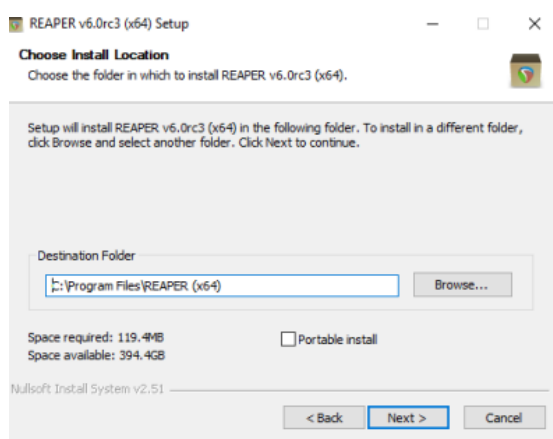 REAPER v6.0rc3 (x64) Setup
Choose Install Location
Choose the folder in which to install REAPER v6.0rc3 (x64).
Setup will install REAPER v6.0rc3 (x64) in the following folder. To install in a different folder,
click Browse and select another folder. Click Next to continue.
Destination Folder
C:\Program Files\REAPER (x64)
Browse...
Space required: 119.4MB
Portable install
Space available: 394.4GB
Nullsoft Install System v2.51
< Back
Next >
Cancel